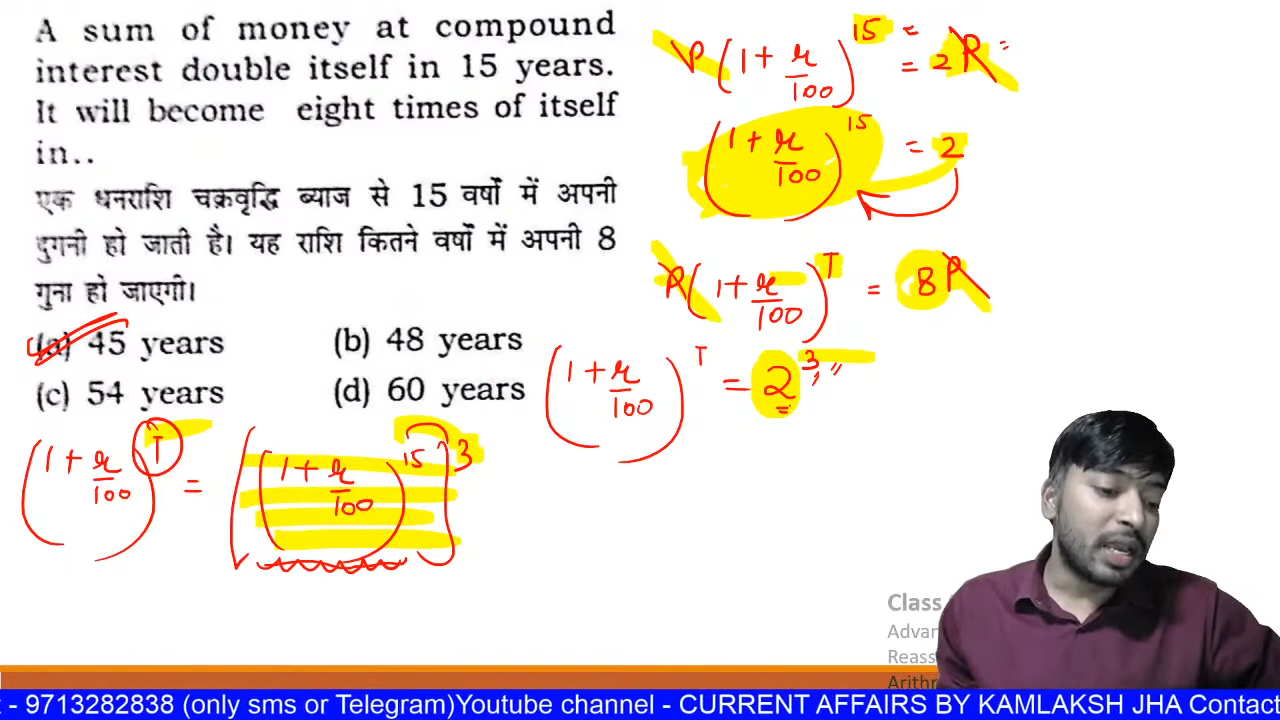 A sum of money at compound
interest double itself in 15 years.
It will become eight times of itself
in..
एक धनराशि चक्रवृद्धि ब्याज से 15 वर्षों में अपनी
दुगनी हो जाती है। यह राशि कितने वर्षों में अपनी 8
गुना हो जाएगी।
(a) 45 years (b) 48 years
(c) 54 years (d) 60 years
P(1 + r/100)^15 = 2P
(1 + r/100)^15 = 2
P(1 + r/100)^T = 8P
(1 + r/100)^T = 2^3
(1 + r/100)^T = [(1 + r/100)^15]^3
Class
Advan
Reas
Arithr
- 9713282838 (only sms or Telegram)Youtube channel - CURRENT AFFAIRS BY KAMLAKSH JHA Contact